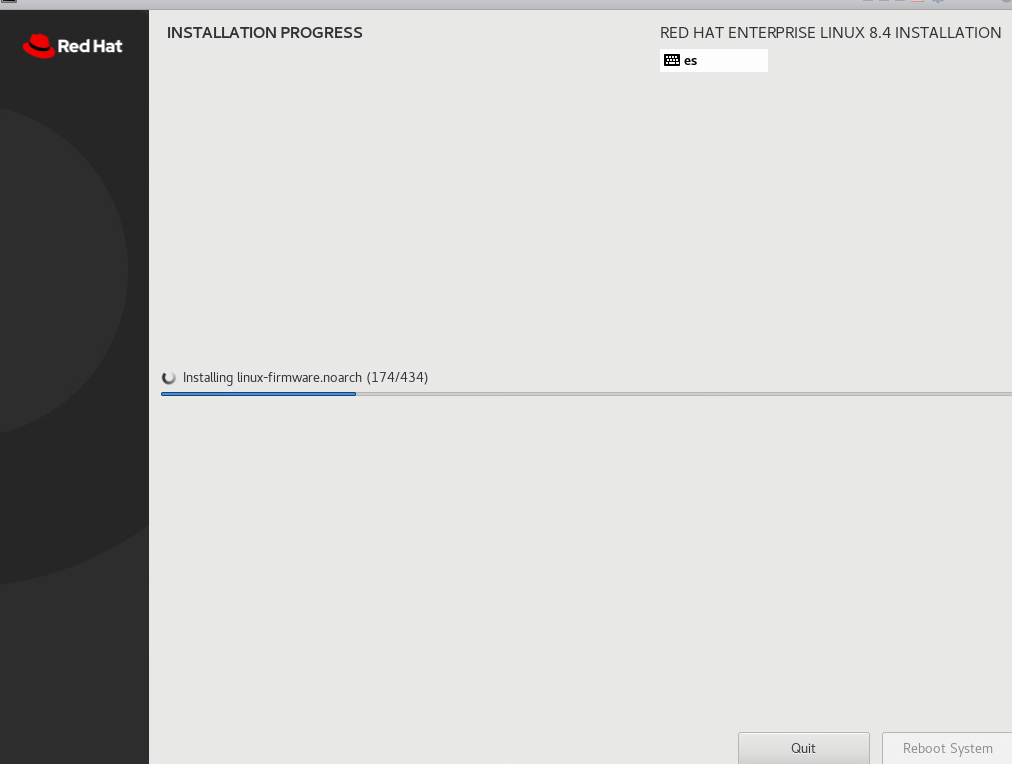 Red Hat
INSTALLATION PROGRESS
RED HAT ENTERPRISE LINUX 8.4 INSTALLATION
es
Installing linux-firmware.noarch (174/434)
Quit
Reboot System